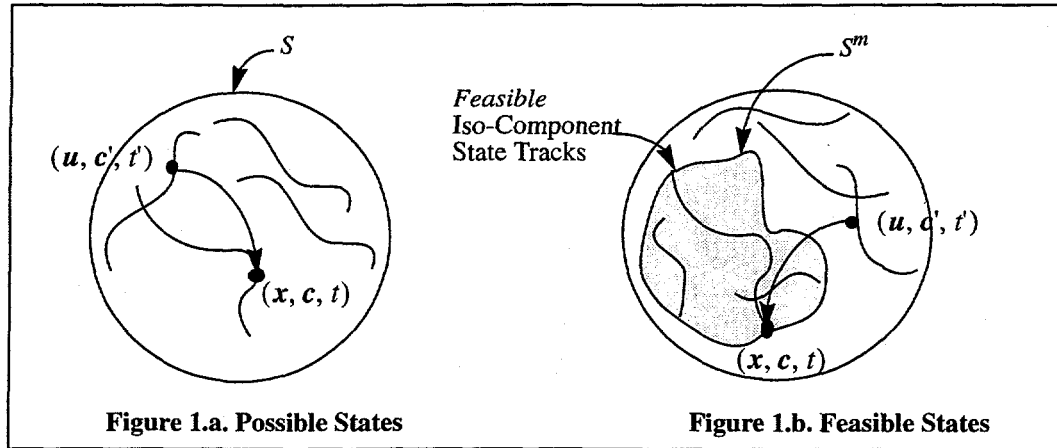 S
(u, c', t')
(x, c, t)
Figure 1.a. Possible States
S^m
Feasible
Iso-Component
State Tracks
(u, c', t')
(x, c, t)
Figure 1.b. Feasible States